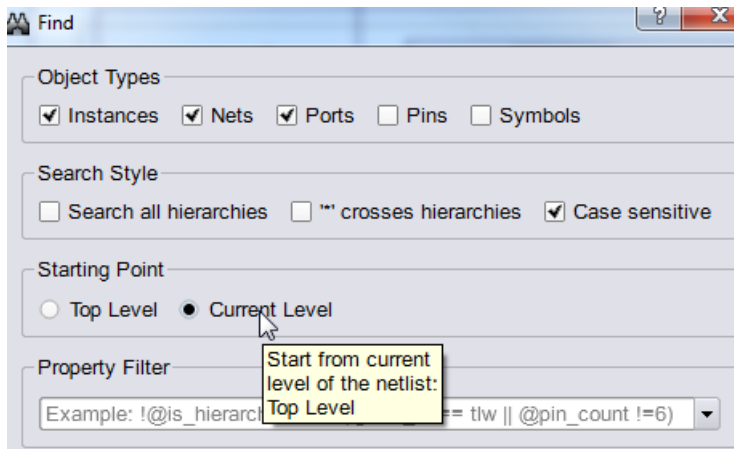 Find
?
X
Object Types
Instances Nets Ports Pins Symbols
Search Style
Search all hierarchies '*' crosses hierarchies Case sensitive
Starting Point
Top Level Current Level
Start from current
level of the netlist:
Top Level
Property Filter
Example: !@is_hierarch == tlw || @pin_count !=6)